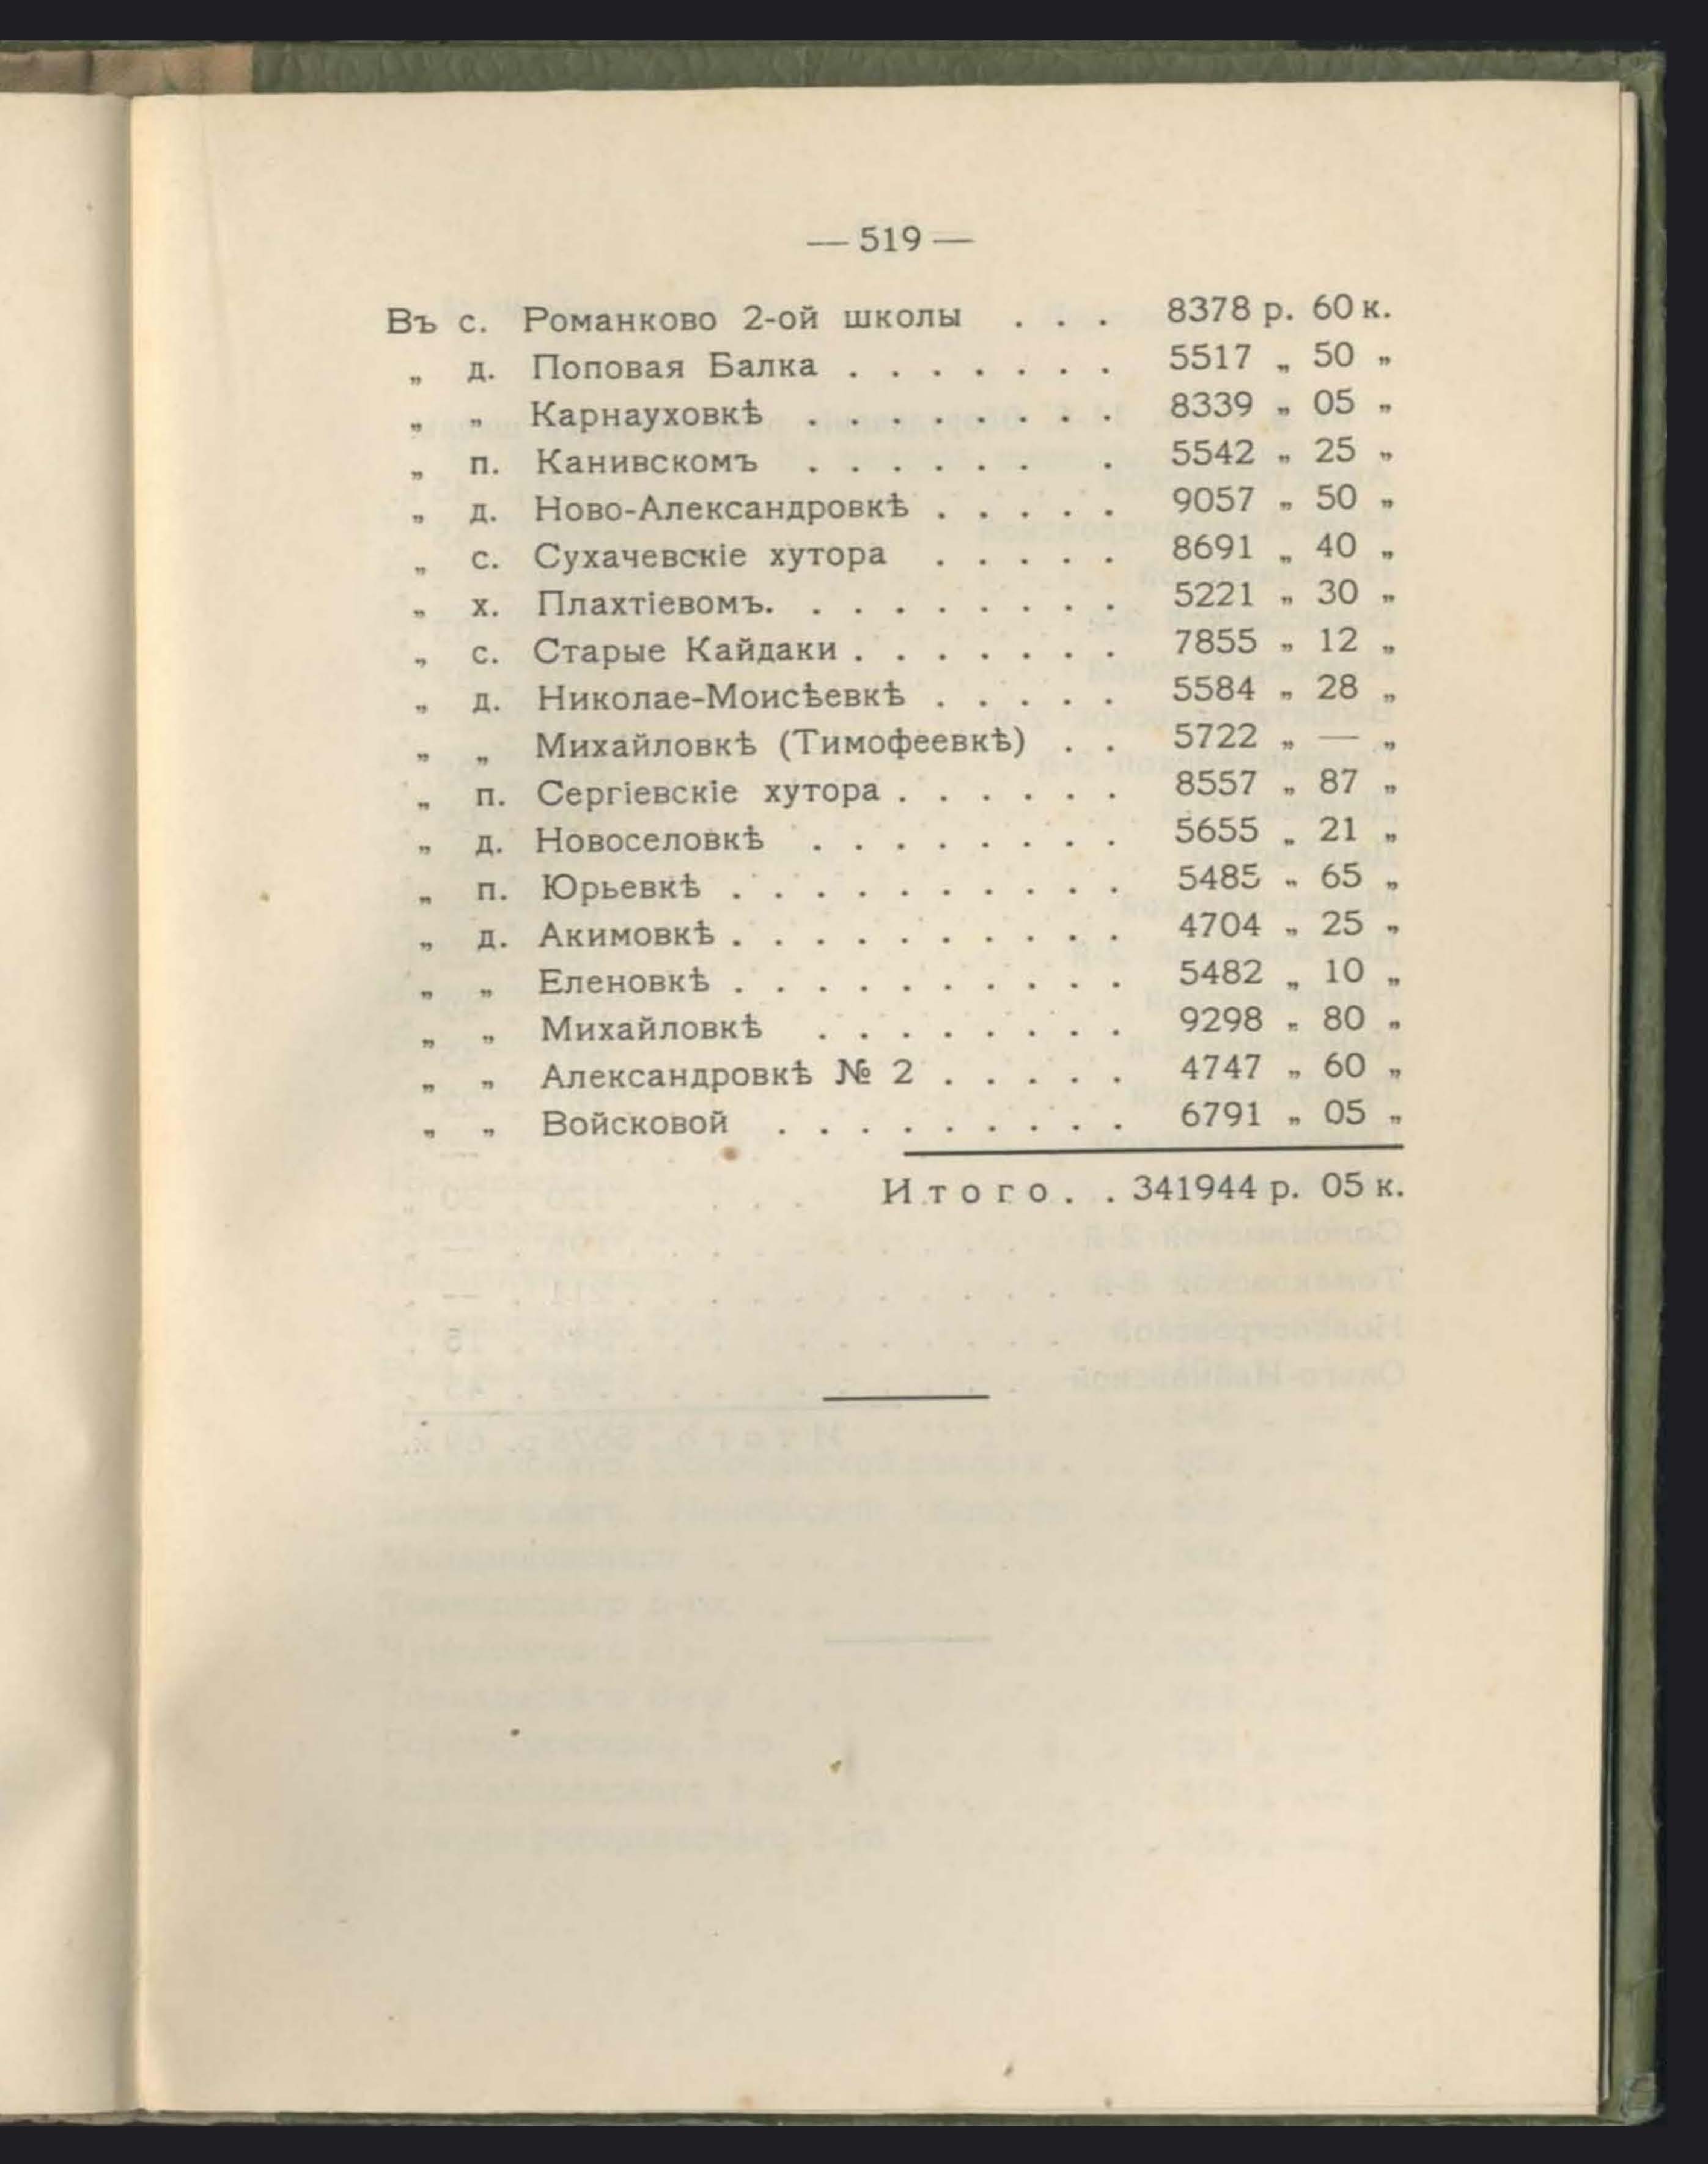 — 519 —
Въ с. Романково 2-ой школы . . . 8378 р. 60 к.
„ д. Поповая Балка . . . . . . . 5517 „ 50 „
„ „ Карнауховкѣ . . . . . . . . 8339 „ 05 „
„ п. Канивскомъ . . . . . . . 5542 „ 25 „
„ д. Ново-Александровкѣ . . . . . 9057 „ 50 „
„ с. Сухачевскіе хутора . . . . . 8691 „ 40 „
„ х. Плахтіевомъ. . . . . . . . . 5221 „ 30 „
„ с. Старые Кайдаки . . . . . . . 7855 „ 12 „
„ д. Николае-Моисѣевкѣ . . . . . 5584 „ 28 „
„ „ Михайловкѣ (Тимофеевкѣ) . . 5722 „ — „
„ п. Сергіевскіе хутора . . . . . . 8557 „ 87 „
„ д. Новоселовкѣ . . . . . . . . 5655 „ 21 „
„ п. Юрьевкѣ . . . . . . . . . . 5485 „ 65 „
„ д. Акимовкѣ . . . . . . . . . . 4704 „ 25 „
„ „ Еленовкѣ . . . . . . . . . . 5482 „ 10 „
„ „ Михайловкѣ . . . . . . . . 9298 „ 80 „
„ „ Александровкѣ № 2 . . . . . 4747 „ 60 „
„ „ Войсковой . . . . . . . . . 6791 „ 05 „
Итого. . 341944 р. 05 к.